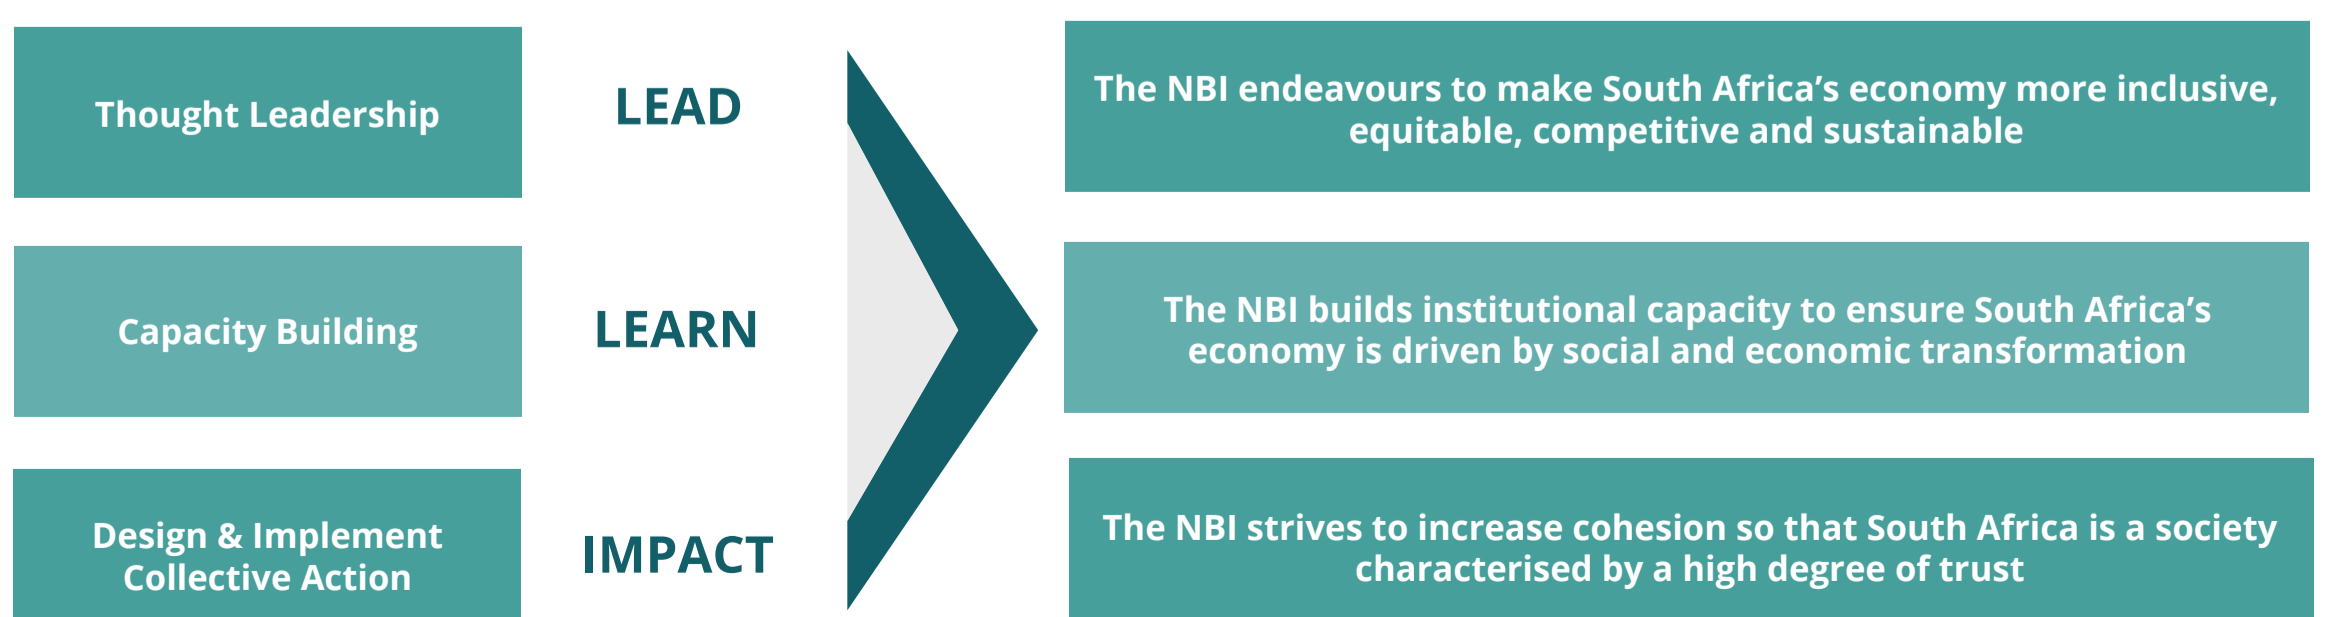 Thought Leadership
LEAD
The NBI endeavours to make South Africa’s economy more inclusive,
equitable, competitive and sustainable
Capacity Building
LEARN
The NBI builds institutional capacity to ensure South Africa’s
economy is driven by social and economic transformation
Design & Implement
Collective Action
IMPACT
The NBI strives to increase cohesion so that South Africa is a society
characterised by a high degree of trust